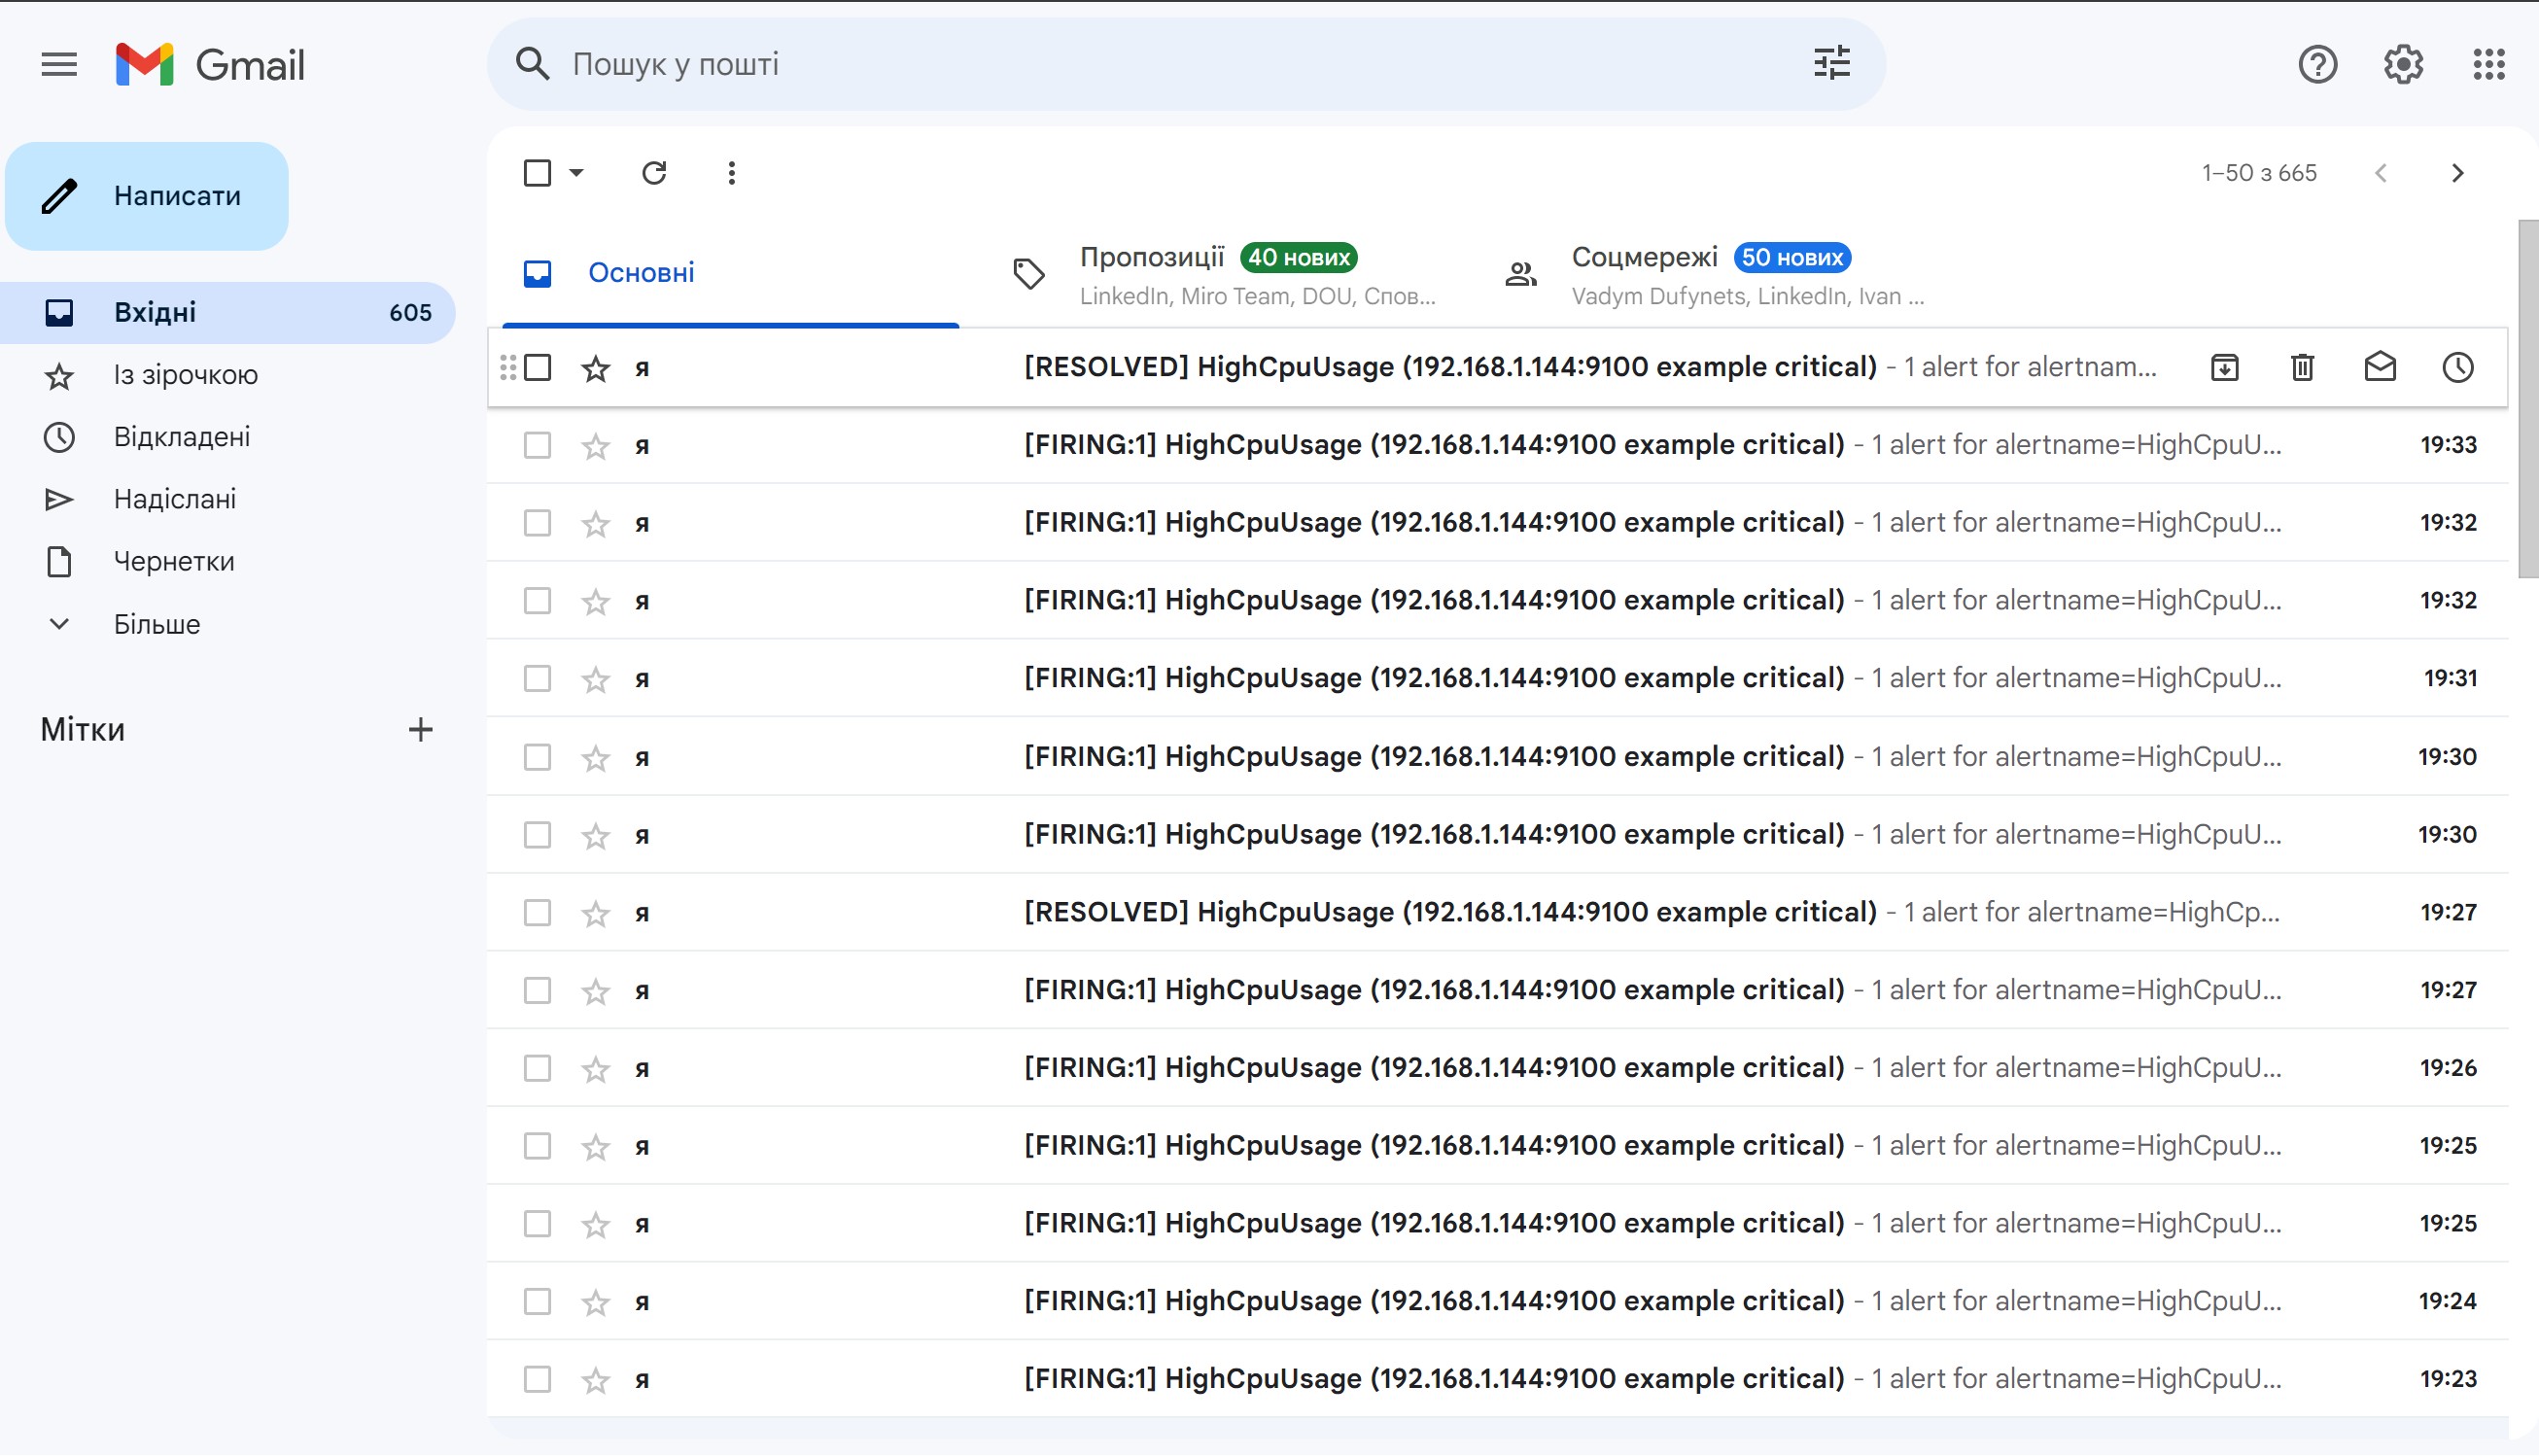 Gmail
Пошук у пошті
Написати
1–50 з 665
Основні
Пропозиції 40 нових
LinkedIn, Miro Team, DOU, Спов...
Соцмережі 50 нових
Vadym Dufynets, LinkedIn, Ivan ...
Вхідні 605
Із зірочкою
Відкладені
Надіслані
Чернетки
Більше
Мітки
я [RESOLVED] HighCpuUsage (192.168.1.144:9100 example critical) - 1 alert for alertnam...
я [FIRING:1] HighCpuUsage (192.168.1.144:9100 example critical) - 1 alert for alertname=HighCpuU... 19:33
я [FIRING:1] HighCpuUsage (192.168.1.144:9100 example critical) - 1 alert for alertname=HighCpuU... 19:32
я [FIRING:1] HighCpuUsage (192.168.1.144:9100 example critical) - 1 alert for alertname=HighCpuU... 19:32
я [FIRING:1] HighCpuUsage (192.168.1.144:9100 example critical) - 1 alert for alertname=HighCpuU... 19:31
я [FIRING:1] HighCpuUsage (192.168.1.144:9100 example critical) - 1 alert for alertname=HighCpuU... 19:30
я [FIRING:1] HighCpuUsage (192.168.1.144:9100 example critical) - 1 alert for alertname=HighCpuU... 19:30
я [RESOLVED] HighCpuUsage (192.168.1.144:9100 example critical) - 1 alert for alertname=HighCp... 19:27
я [FIRING:1] HighCpuUsage (192.168.1.144:9100 example critical) - 1 alert for alertname=HighCpuU... 19:27
я [FIRING:1] HighCpuUsage (192.168.1.144:9100 example critical) - 1 alert for alertname=HighCpuU... 19:26
я [FIRING:1] HighCpuUsage (192.168.1.144:9100 example critical) - 1 alert for alertname=HighCpuU... 19:25
я [FIRING:1] HighCpuUsage (192.168.1.144:9100 example critical) - 1 alert for alertname=HighCpuU... 19:25
я [FIRING:1] HighCpuUsage (192.168.1.144:9100 example critical) - 1 alert for alertname=HighCpuU... 19:24
я [FIRING:1] HighCpuUsage (192.168.1.144:9100 example critical) - 1 alert for alertname=HighCpuU... 19:23